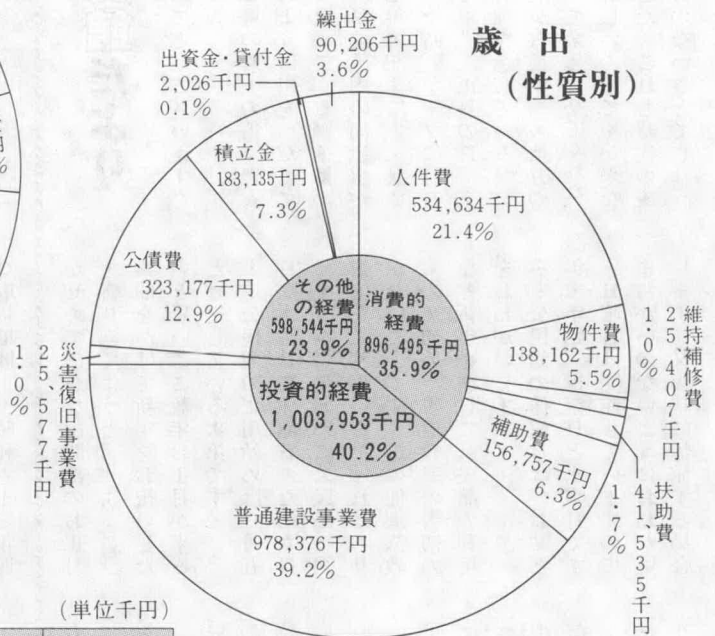 歳出
(性質別)
繰出金
90,206千円
3.6%
出資金・貸付金
2,026千円
0.1%
積立金
183,135千円
7.3%
人件費
534,634千円
21.4%
公債費
323,177千円
12.9%
その他
の経費
598,544千円
23.9%
消費的
経費
896,495千円
35.9%
投資的経費
1,003,953千円
40.2%
物件費
138,162千円
5.5%
維持補修費
25,407千円
1.0%
補助費
156,757千円
6.3%
扶助費
41,535千円
1.7%
災害復旧事業費
25,577千円
1.0%
普通建設事業費
978,376千円
39.2%
(単位千円)
円
%